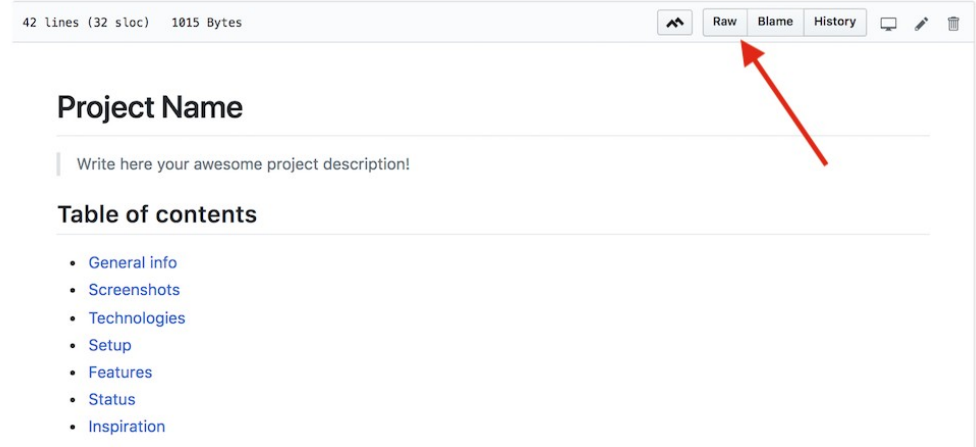 42 lines (32 sloc) 1015 Bytes Raw Blame History
Project Name
Write here your awesome project description!
Table of contents
General info
Screenshots
Technologies
Setup
Features
Status
Inspiration